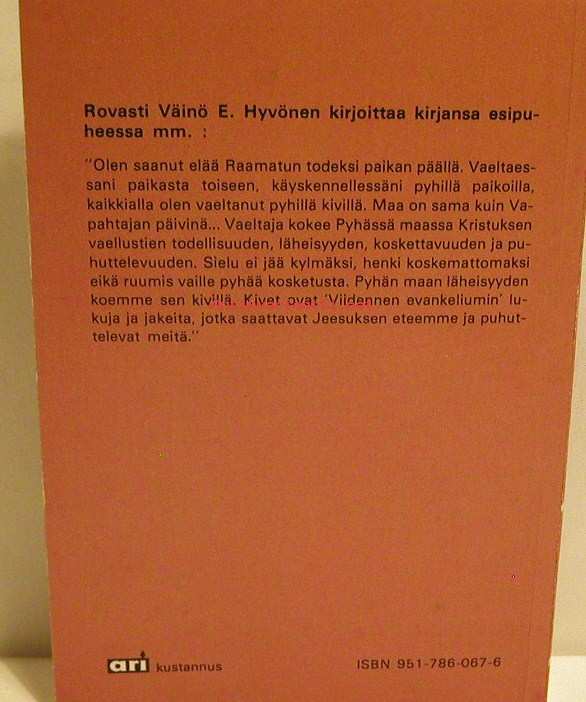 Rovasti Väinö E. Hyvönen kirjoittaa kirjansa esipu-
heessa mm. :
"Olen saanut elää Raamatun todeksi paikan päällä. Vaeltaes-
sani paikasta toiseen, käyskennellessäni pyhillä paikoilla,
kaikkialla olen vaeltanut pyhillä kivillä. Maa on sama kuin Va-
pahtajan päivinä... Vaeltaja kokee Pyhässä maassa Kristuksen
vaellustien todellisuuden, läheisyyden, koskettavuuden ja pu-
huttelevuuden. Sielu ei jää kylmäksi, henki koskemattomaksi
eikä ruumis vaille pyhää kosketusta. Pyhän maan läheisyyden
koemme sen kivillä. Kivet ovat 'Viidennen evankeliumin' lu-
kuja ja jakeita, jotka saattavat Jeesuksen eteemme ja puhut-
televat meitä."
ari kustannus
ISBN 951-786-067-6